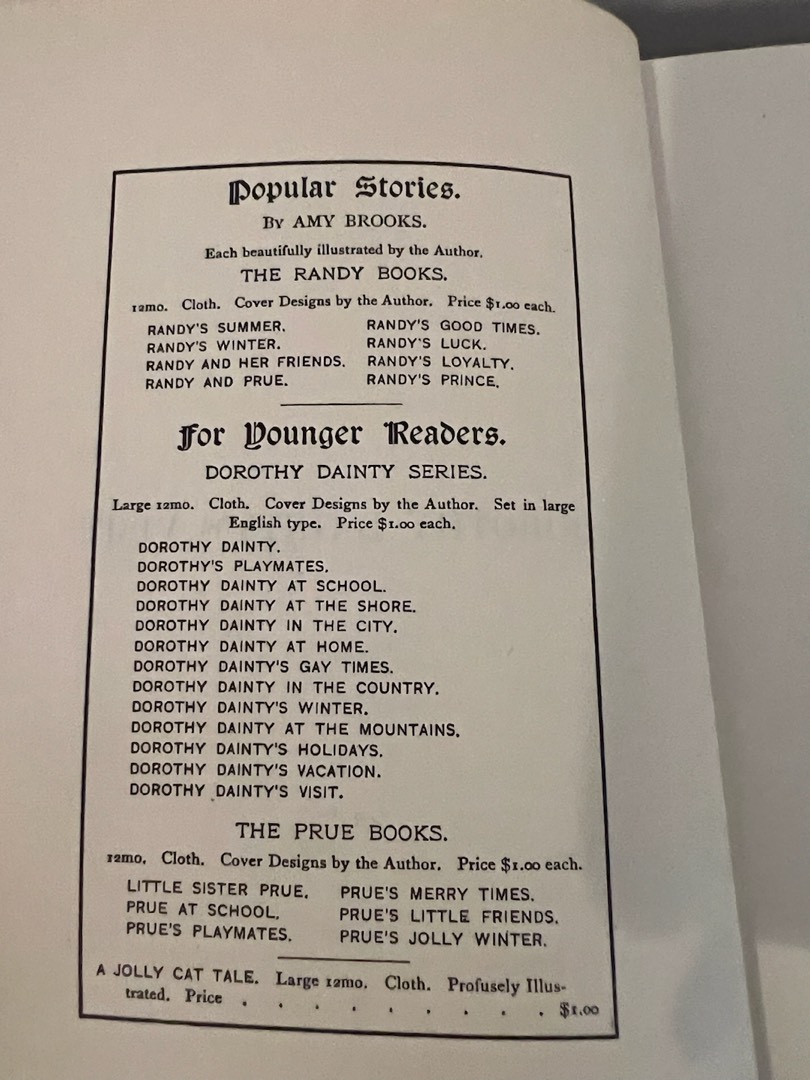 Popular Stories.
By AMY BROOKS.
Each beautifully illustrated by the Author.
THE RANDY BOOKS.
12mo. Cloth. Cover Designs by the Author. Price $1.00 each.
RANDY'S SUMMER. RANDY'S GOOD TIMES.
RANDY'S WINTER. RANDY'S LUCK.
RANDY AND HER FRIENDS. RANDY'S LOYALTY.
RANDY AND PRUE. RANDY'S PRINCE.
For Younger Readers.
DOROTHY DAINTY SERIES.
Large 12mo. Cloth. Cover Designs by the Author. Set in large
English type. Price $1.00 each.
DOROTHY DAINTY.
DOROTHY'S PLAYMATES.
DOROTHY DAINTY AT SCHOOL.
DOROTHY DAINTY AT THE SHORE.
DOROTHY DAINTY IN THE CITY.
DOROTHY DAINTY AT HOME.
DOROTHY DAINTY'S GAY TIMES.
DOROTHY DAINTY IN THE COUNTRY.
DOROTHY DAINTY'S WINTER.
DOROTHY DAINTY AT THE MOUNTAINS.
DOROTHY DAINTY'S HOLIDAYS.
DOROTHY DAINTY'S VACATION.
DOROTHY DAINTY'S VISIT.
THE PRUE BOOKS.
12mo. Cloth. Cover Designs by the Author. Price $1.00 each.
LITTLE SISTER PRUE. PRUE'S MERRY TIMES.
PRUE AT SCHOOL. PRUE'S LITTLE FRIENDS.
PRUE'S PLAYMATES. PRUE'S JOLLY WINTER.
A JOLLY CAT TALE. Large 12mo. Cloth. Profusely Illus-
trated. Price . . . . . . . . . $1.00